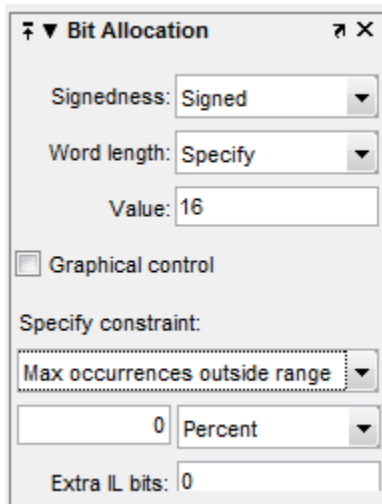 Bit Allocation
Signedness: Signed
Word length: Specify
Value: 16
Graphical control
Specify constraint:
Max occurrences outside range
0 Percent
Extra IL bits: 0